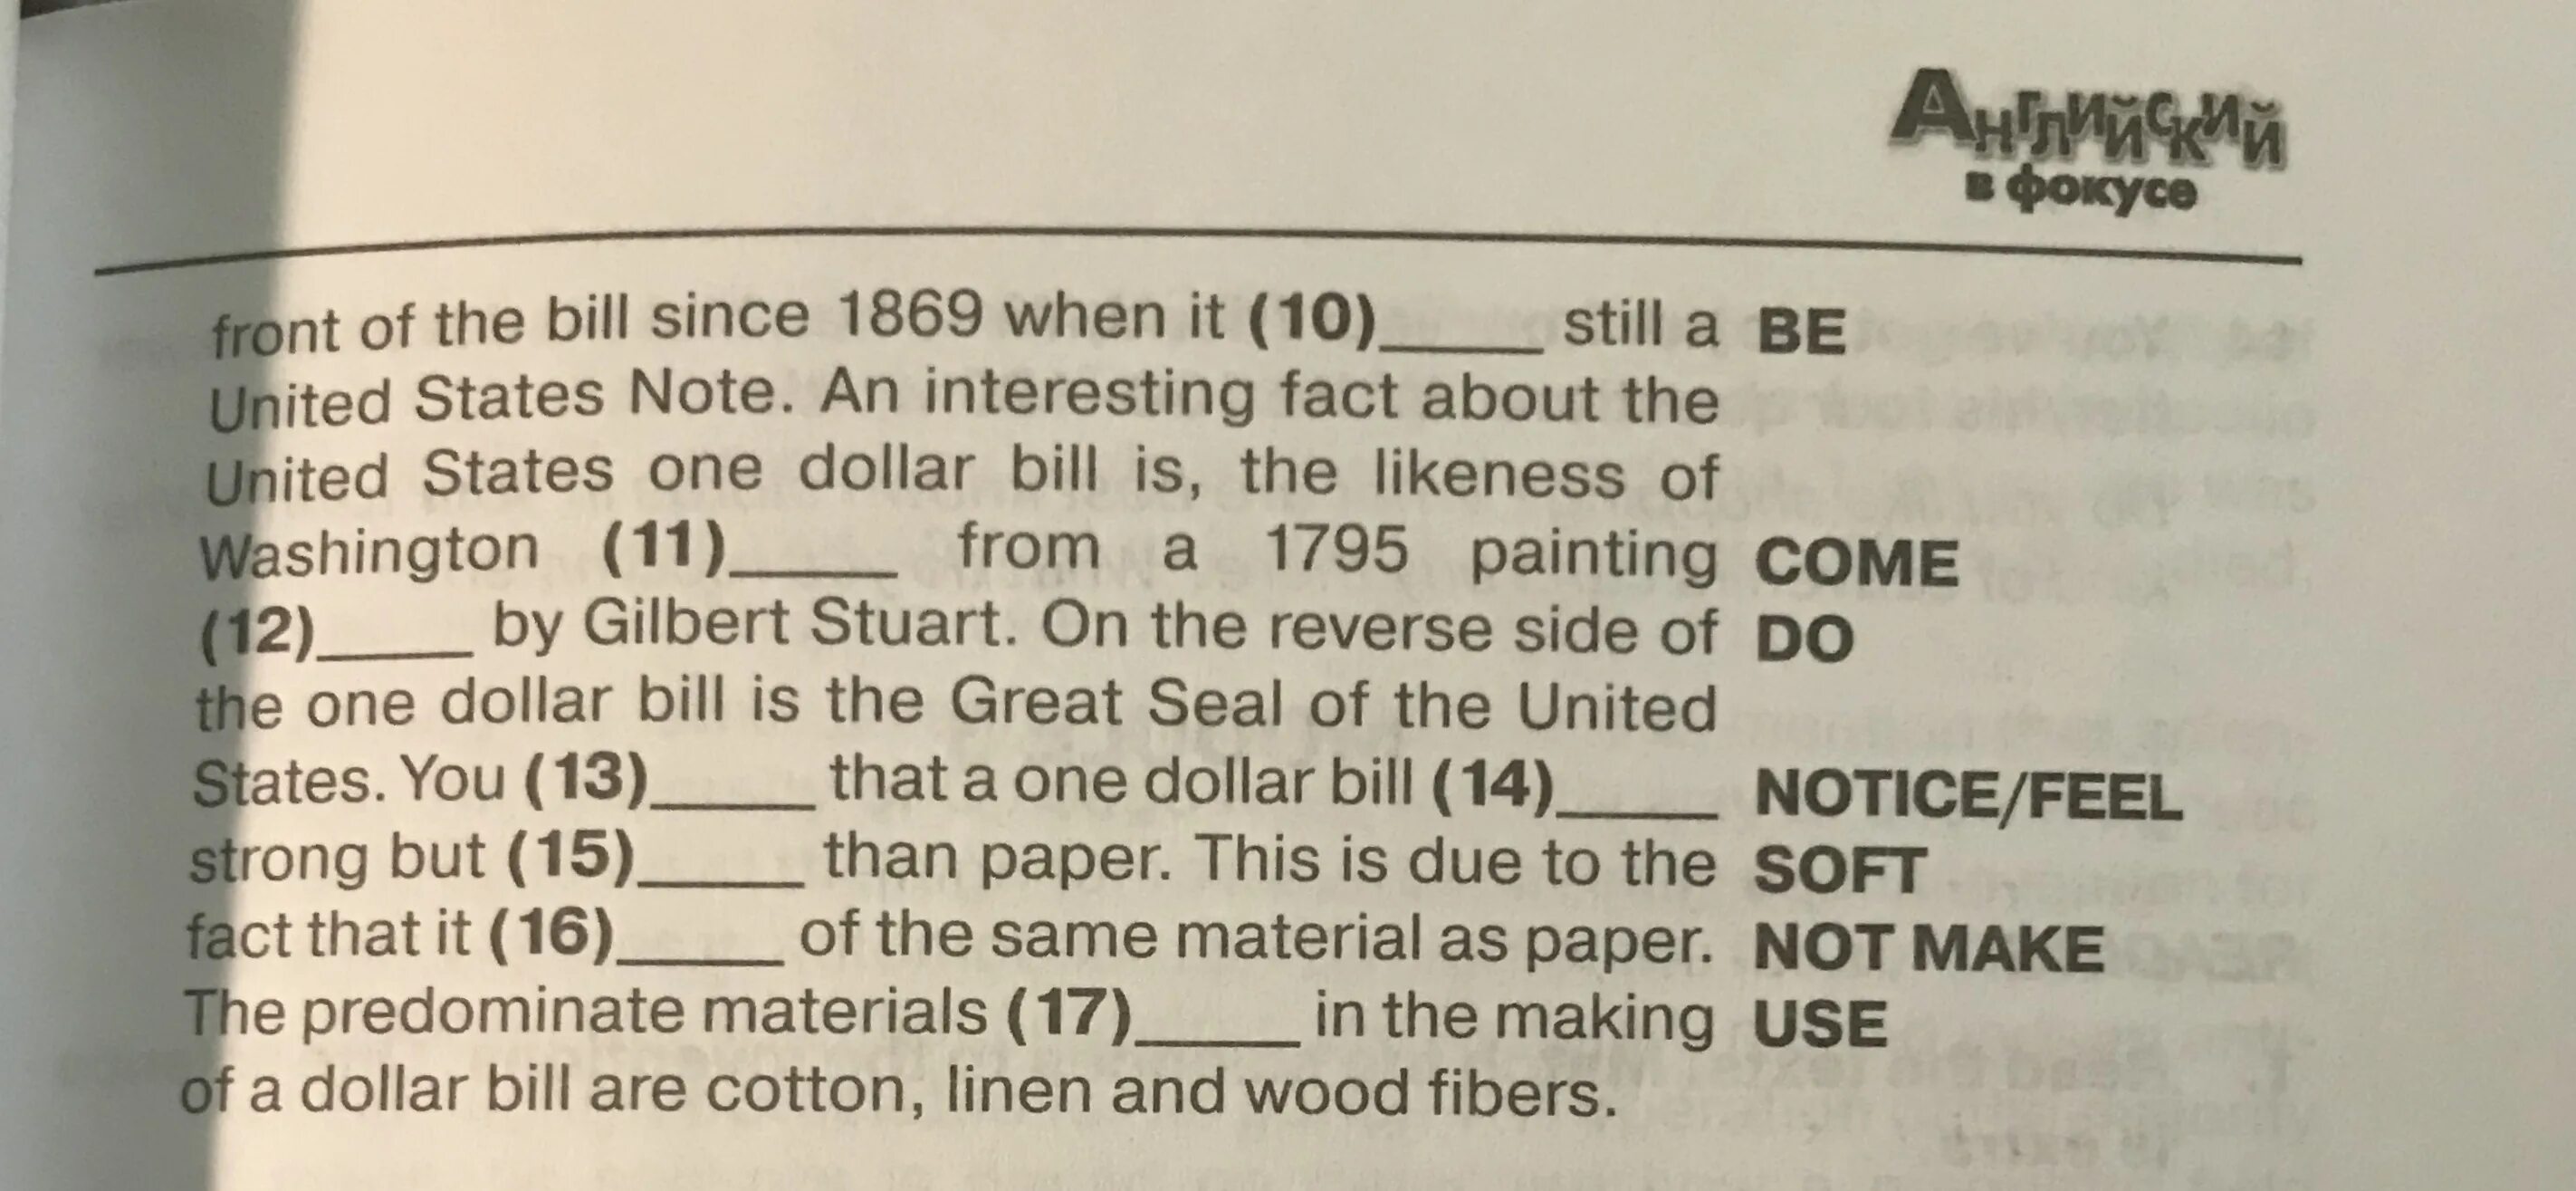 Английский
в фокусе
front of the bill since 1869 when it (10)_____ still a BE
United States Note. An interesting fact about the
United States one dollar bill is, the likeness of
Washington (11)_____ from a 1795 painting COME
(12)_____ by Gilbert Stuart. On the reverse side of DO
the one dollar bill is the Great Seal of the United
States. You (13)_____ that a one dollar bill (14)_____ NOTICE/FEEL
strong but (15)_____ than paper. This is due to the SOFT
fact that it (16)_____ of the same material as paper. NOT MAKE
The predominate materials (17)_____ in the making USE
of a dollar bill are cotton, linen and wood fibers.